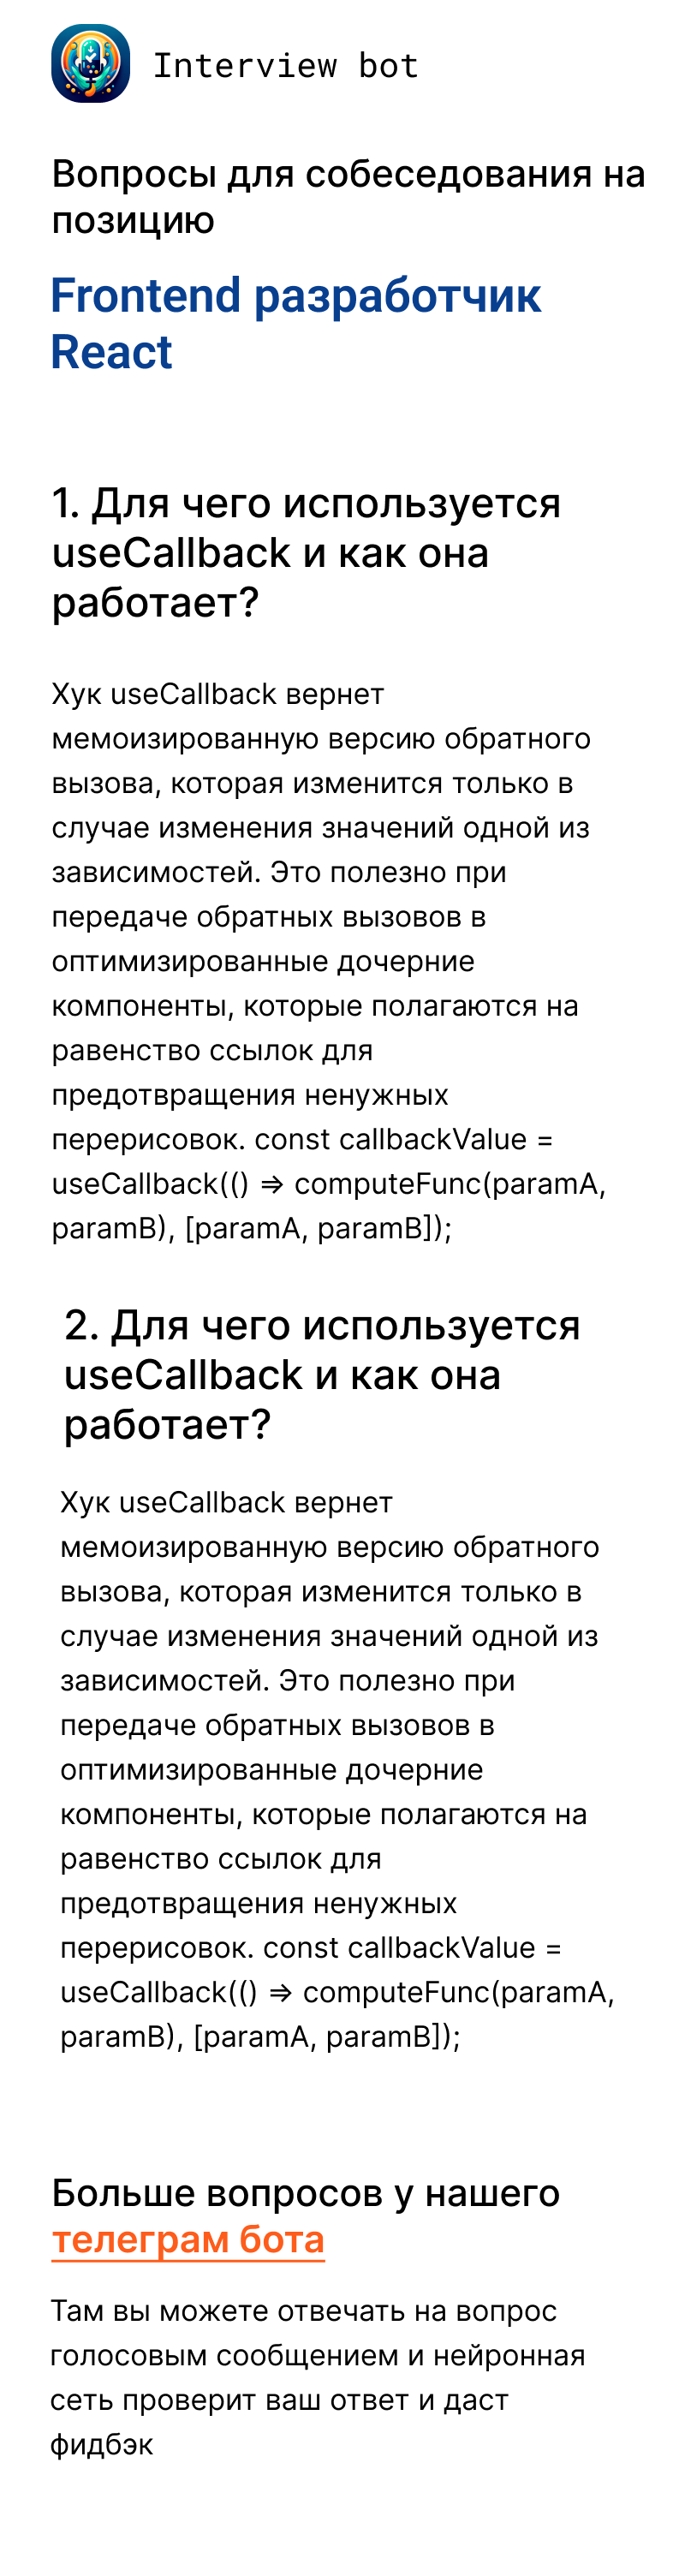 Interview bot
Вопросы для собеседования на
позицию
Frontend разработчик
React
1. Для чего используется
useCallback и как она
работает?
Хук useCallback вернет
мемоизированную версию обратного
вызова, которая изменится только в
случае изменения значений одной из
зависимостей. Это полезно при
передаче обратных вызовов в
оптимизированные дочерние
компоненты, которые полагаются на
равенство ссылок для
предотвращения ненужных
перерисовок. const callbackValue =
useCallback(() => computeFunc(paramA,
paramB), [paramA, paramB]);
2. Для чего используется
useCallback и как она
работает?
Хук useCallback вернет
мемоизированную версию обратного
вызова, которая изменится только в
случае изменения значений одной из
зависимостей. Это полезно при
передаче обратных вызовов в
оптимизированные дочерние
компоненты, которые полагаются на
равенство ссылок для
предотвращения ненужных
перерисовок. const callbackValue =
useCallback(() => computeFunc(paramA,
paramB), [paramA, paramB]);
Больше вопросов у нашего
телеграм бота
Там вы можете отвечать на вопрос
голосовым сообщением и нейронная
сеть проверит ваш ответ и даст
фидбэк